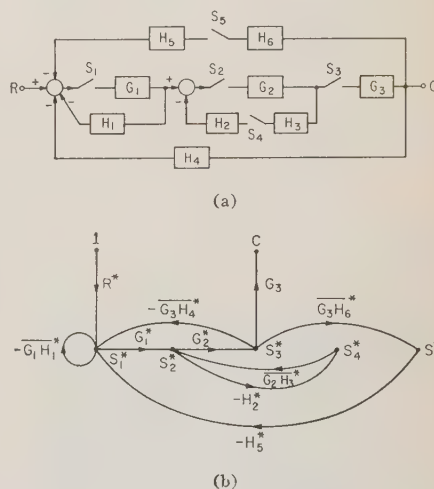 H5 S5 H6
R + - - - S1 G1 + - S2 G2 S3 G3 C
H1 H2 S4 H3
H4
(a)
1 C
R* G3
-G3H4* G3H6*
-G1H1* G1* G2*
S1* S2* S3* S4* S
G2H3*
-H2*
-H5*
(b)